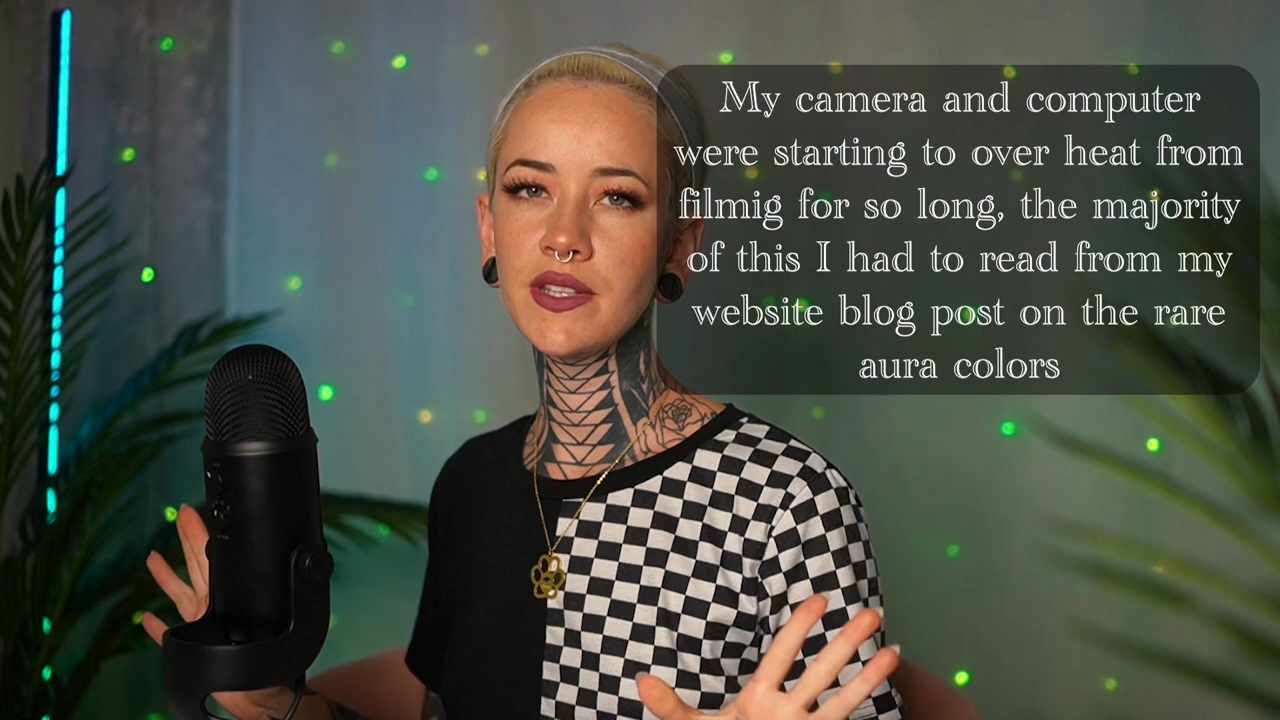 My camera and computer
were starting to over heat from
filmig for so long, the majority
of this I had to read from my
website blog post on the rare
aura colors